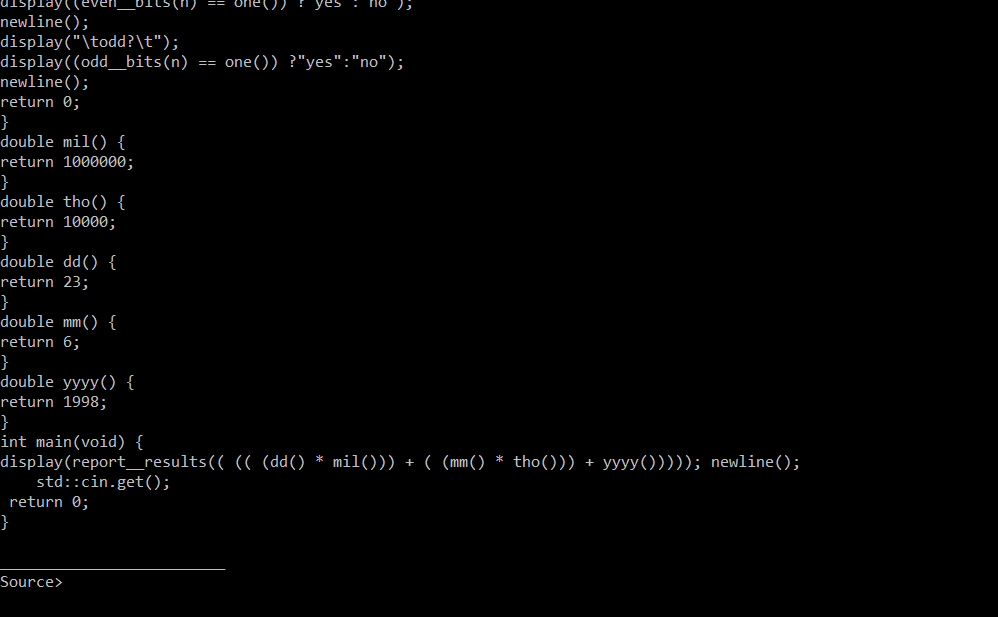 display((even__bits(n) == one()) ?"yes":"no");
newline();
display("\todd?\t");
display((odd__bits(n) == one()) ?"yes":"no");
newline();
return 0;
}
double mil() {
return 1000000;
}
double tho() {
return 10000;
}
double dd() {
return 23;
}
double mm() {
return 6;
}
double yyyy() {
return 1998;
}
int main(void) {
display(report__results(( (( (dd() * mil())) + ( (mm() * tho())) + yyyy())))); newline();
    std::cin.get();
 return 0;
}
_________________________
Source>